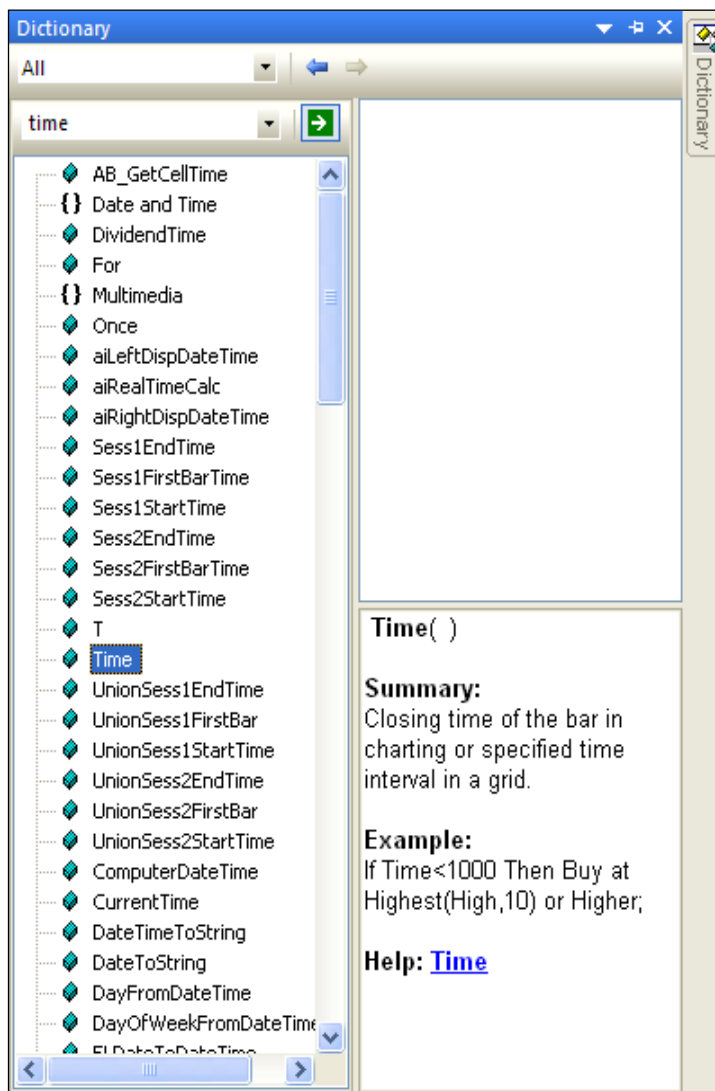 Dictionary
All
time
AB_GetCellTime
{} Date and Time
DividendTime
For
{} Multimedia
Once
aiLeftDispDateTime
aiRealTimeCalc
aiRightDispDateTime
Sess1EndTime
Sess1FirstBarTime
Sess1StartTime
Sess2EndTime
Sess2FirstBarTime
Sess2StartTime
T
Time
UnionSess1EndTime
UnionSess1FirstBar
UnionSess1StartTime
UnionSess2EndTime
UnionSess2FirstBar
UnionSess2StartTime
ComputerDateTime
CurrentTime
DateTimeToString
DateToString
DayFromDateTime
DayOfWeekFromDateTime
ELDateToDateTime
Time( )
Summary:
Closing time of the bar in
charting or specified time
interval in a grid.
Example:
If Time<1000 Then Buy at
Highest(High,10) or Higher;
Help: Time
Dictionary